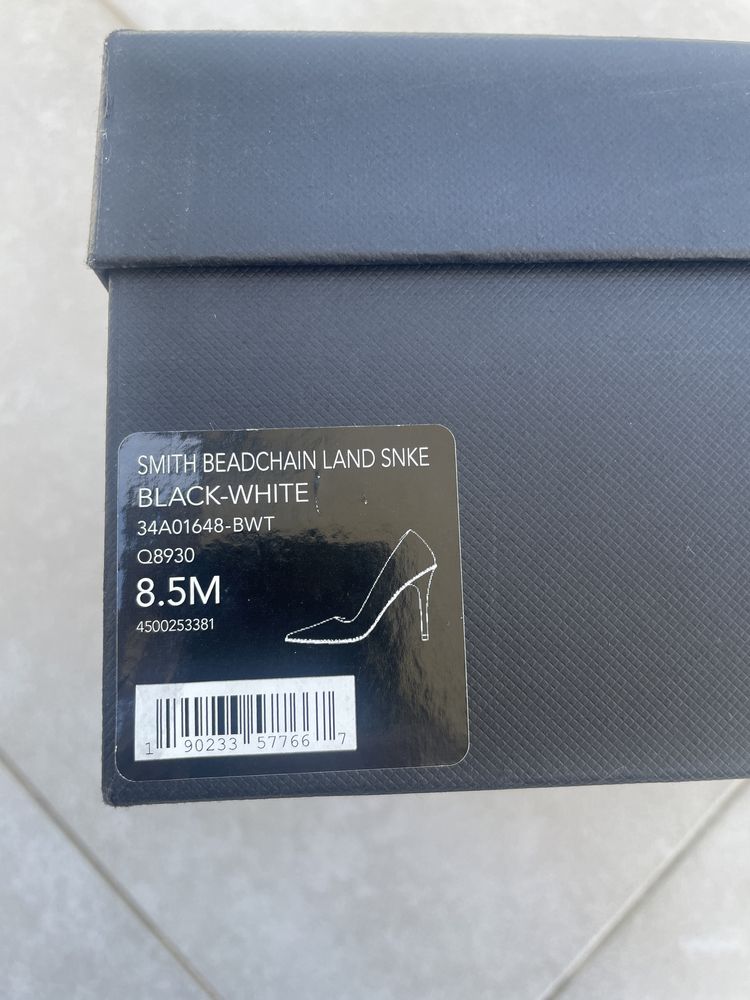 SMITH BEADCHAIN LAND SNKE
BLACK-WHITE
34A01648-BWT
Q8930
8.5M
4500253381
1 90233 57766 7